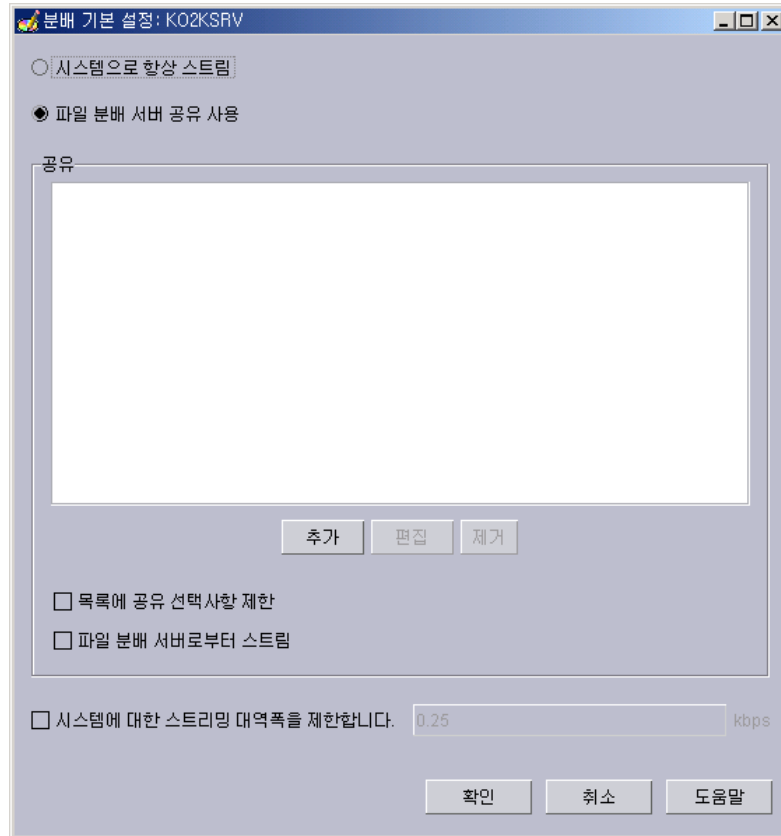 분배 기본 설정: KO2KSRV
시스템으로 항상 스트림
파일 분배 서버 공유 사용
공유
추가 편집 제거
목록에 공유 선택사항 제한
파일 분배 서버로부터 스트림
시스템에 대한 스트리밍 대역폭을 제한합니다. 0.25 kbps
확인 취소 도움말